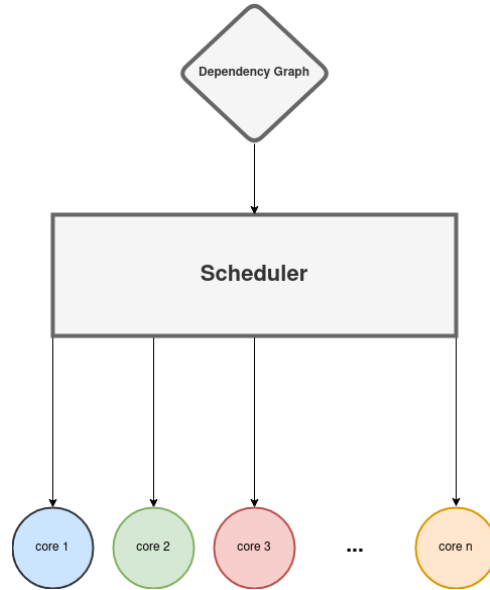 Dependency Graph
Scheduler
core 1
core 2
core 3
...
core n